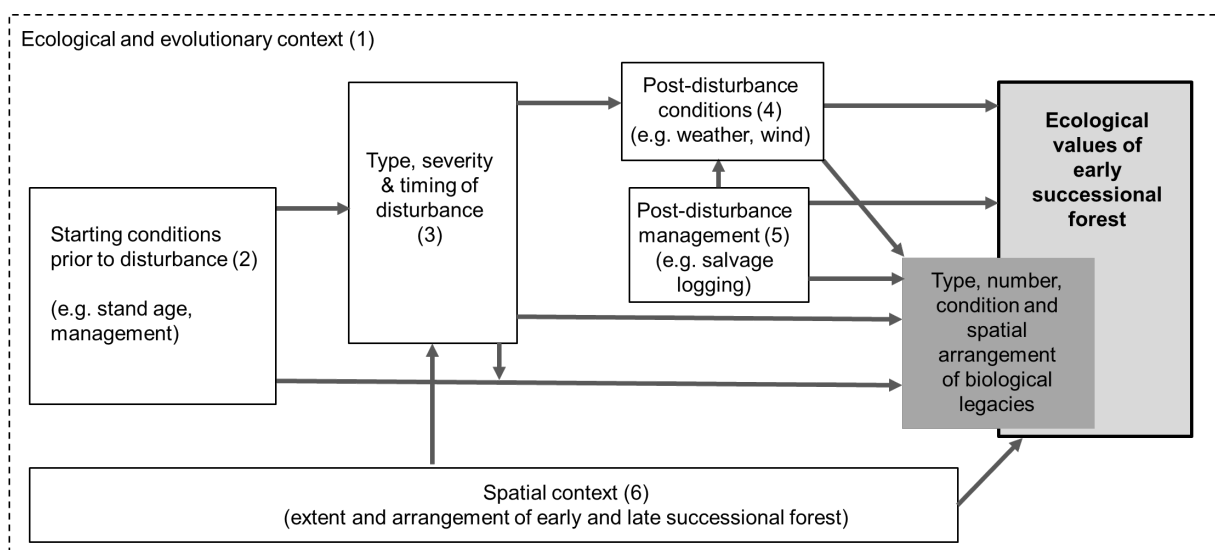 Ecological and evolutionary context (1)
Starting conditions
prior to disturbance (2)
(e.g. stand age,
management)
Type, severity
& timing of
disturbance
(3)
Post-disturbance
conditions (4)
(e.g. weather, wind)
Post-disturbance
management (5)
(e.g. salvage
logging)
Ecological
values of
early
successional
forest
Type, number,
condition and
spatial
arrangement
of biological
legacies
Spatial context (6)
(extent and arrangement of early and late successional forest)